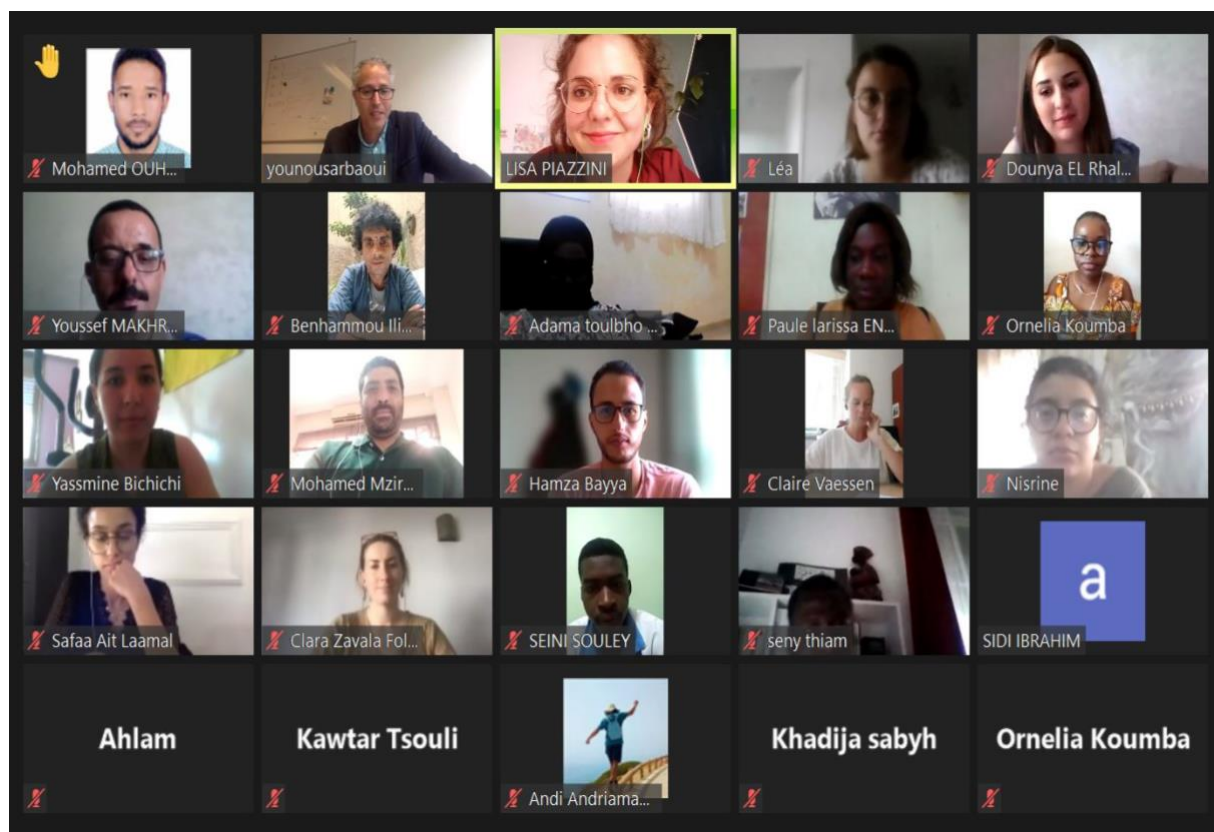 Mohamed OUH...
younousarbaoui
LISA PIAZZINI
Léa
Dounya EL Rhal...
Youssef MAKHR...
Benhammou Ili...
Adama toulbho ...
Paule larissa EN...
Ornelia Koumba
Yassmine Bichichi
Mohamed Mzir...
Hamza Bayya
Claire Vaessen
Nisrine
Safaa Ait Laamal
Clara Zavala Fol...
SEINI SOULEY
seny thiam
a
SIDI IBRAHIM
Ahlam
Kawtar Tsouli
Andi Andriama...
Khadija sabyh
Ornelia Koumba